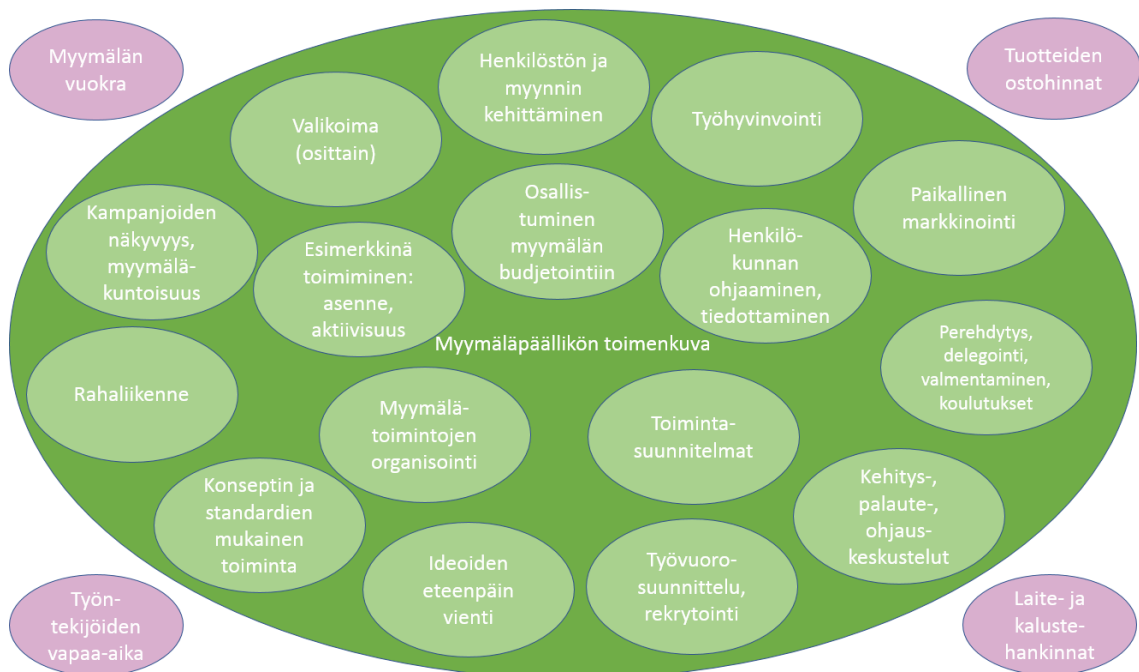 Myymälän
vuokra
Henkilöstön ja
myynnin
kehittäminen
Tuotteiden
ostohinnat
Valikoima
(osittain)
Työhyvinvointi
Kampanjoiden
näkyvyys,
myymälä-
kuntoisuus
Esimerkkinä
toimiminen:
asenne,
aktiivisuus
Osallis-
tuminen
myymälän
budjetointiin
Henkilö-
kunnan
ohjaaminen,
tiedottaminen
Paikallinen
markkinointi
Myymäläpäällikön toimenkuva
Rahaliikenne
Myymälä-
toimintojen
organisointi
Toiminta-
suunnitelmat
Perehdytys,
delegointi,
valmentaminen,
koulutukset
Konseptin ja
standardien
mukainen
toiminta
Ideoiden
eteenpäin
vienti
Työvuoro-
suunnittelu,
rekrytointi
Kehitys-,
palaute-,
ohjaus-
keskustelut
Työn-
tekijöiden
vapaa-aika
Laite- ja
kaluste-
hankinnat